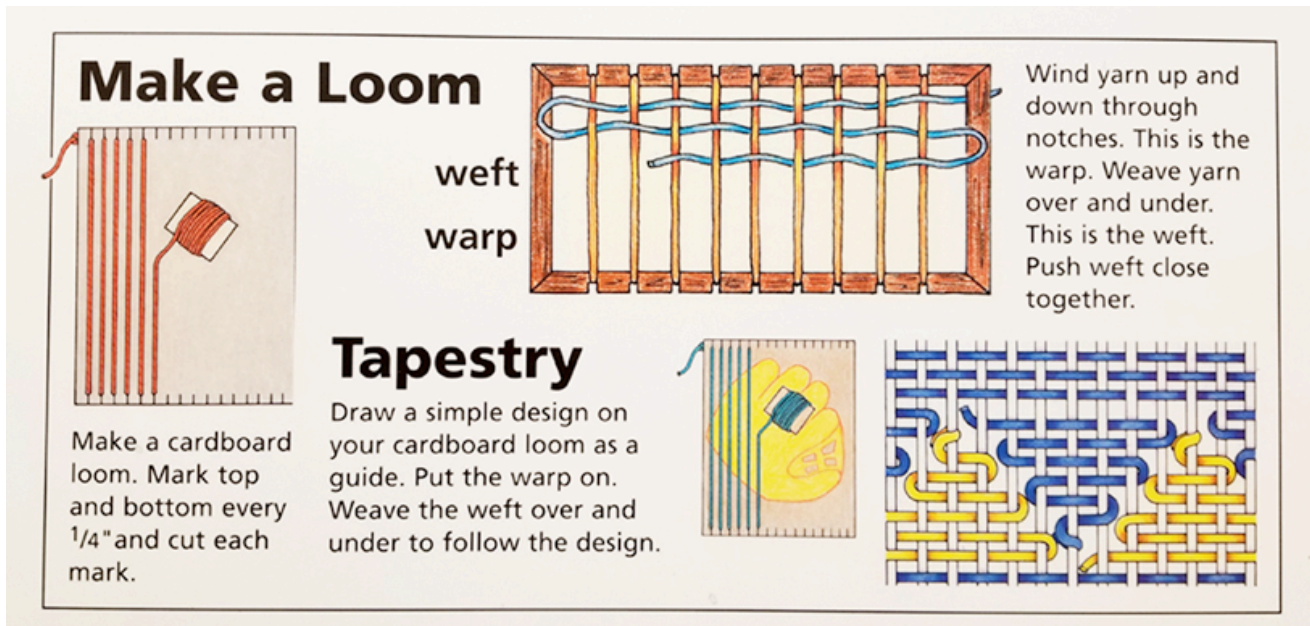 Make a Loom
weft
warp
Wind yarn up and
down through
notches. This is the
warp. Weave yarn
over and under.
This is the weft.
Push weft close
together.
Make a cardboard
loom. Mark top
and bottom every
1/4" and cut each
mark.
Tapestry
Draw a simple design on
your cardboard loom as a
guide. Put the warp on.
Weave the weft over and
under to follow the design.